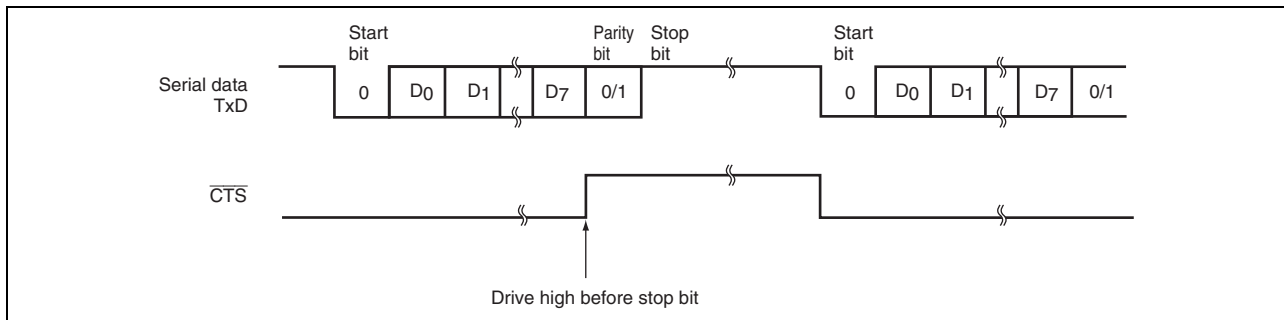 Start
bit
Parity
bit
Stop
bit
Start
bit
Serial data
TxD
0 D0 D1 D7 0/1 0 D0 D1 D7 0/1
CTS
Drive high before stop bit